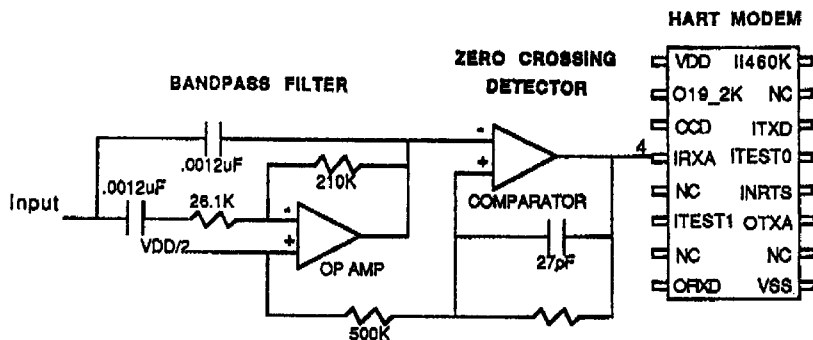 HART MODEM
ZERO CROSSING
DETECTOR
BANDPASS FILTER
VDD II460K
O19_2K NC
OCD ITXD
4 IRXA ITEST0
NC INRTS
ITEST1 OTXA
NC NC
ORXD VSS
.0012uF
.0012uF
26.1K
210K
Input
-
+
-
+
VDD/2
OP AMP
COMPARATOR
27pF
500K